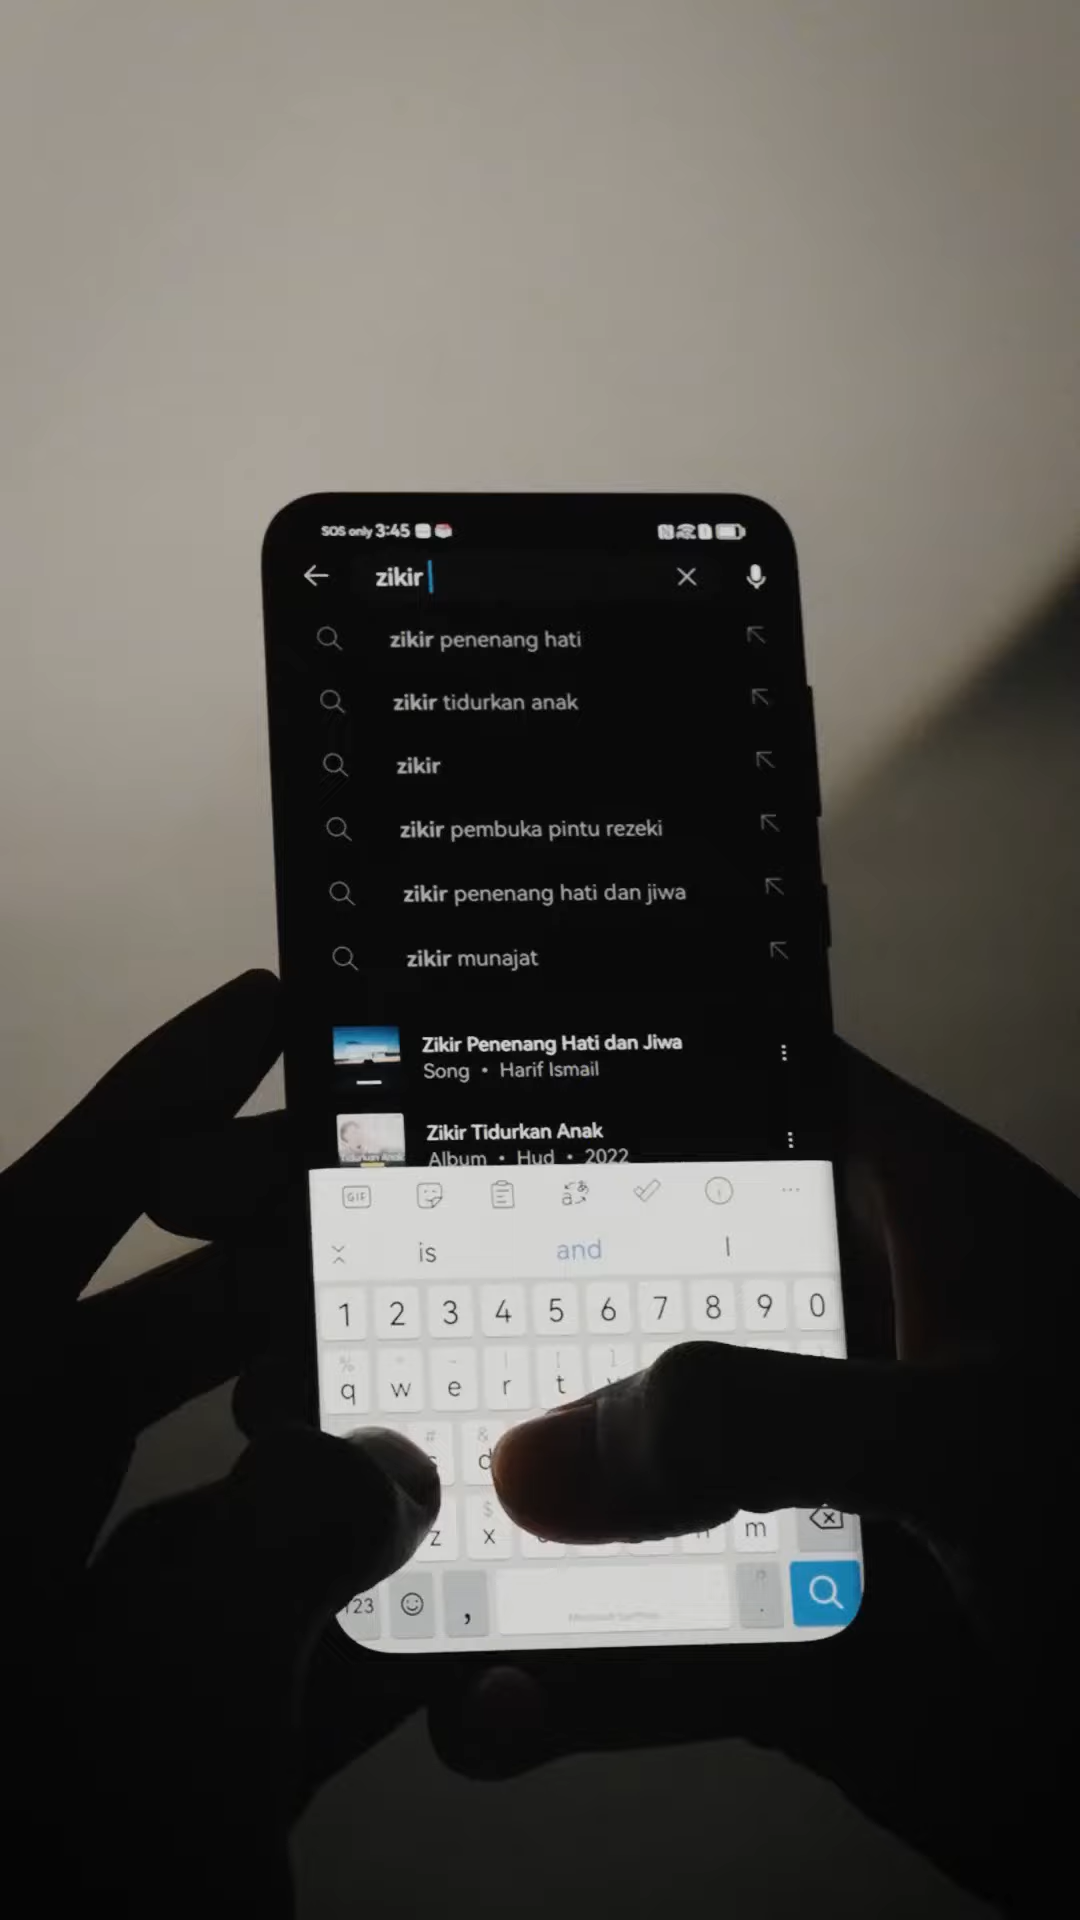 SOS only 3:45
zikir
zikir penenang hati
zikir tidurkan anak
zikir
zikir pembuka pintu rezeki
zikir penenang hati dan jiwa
zikir munajat
Zikir Penenang Hati dan Jiwa
Song • Harif Ismail
Zikir Tidurkan Anak
Album • Hud • 2022
GIF
is and I
1 2 3 4 5 6 7 8 9 0
q w e r t
s d
z x m
123 ,